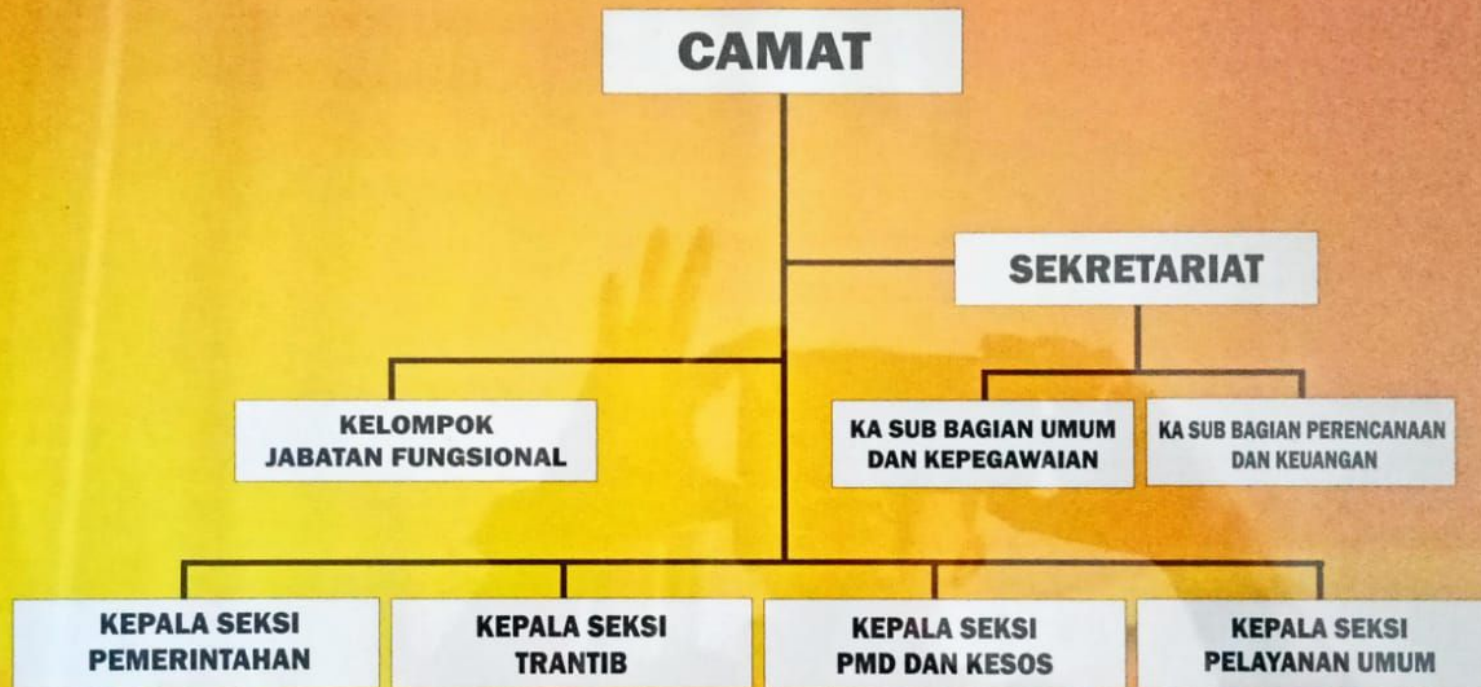 CAMAT
SEKRETARIAT
KELOMPOK
JABATAN FUNGSIONAL
KA SUB BAGIAN UMUM
DAN KEPEGAWAIAN
KA SUB BAGIAN PERENCANAAN
DAN KEUANGAN
KEPALA SEKSI
PEMERINTAHAN
KEPALA SEKSI
TRANTIB
KEPALA SEKSI
PMD DAN KESOS
KEPALA SEKSI
PELAYANAN UMUM